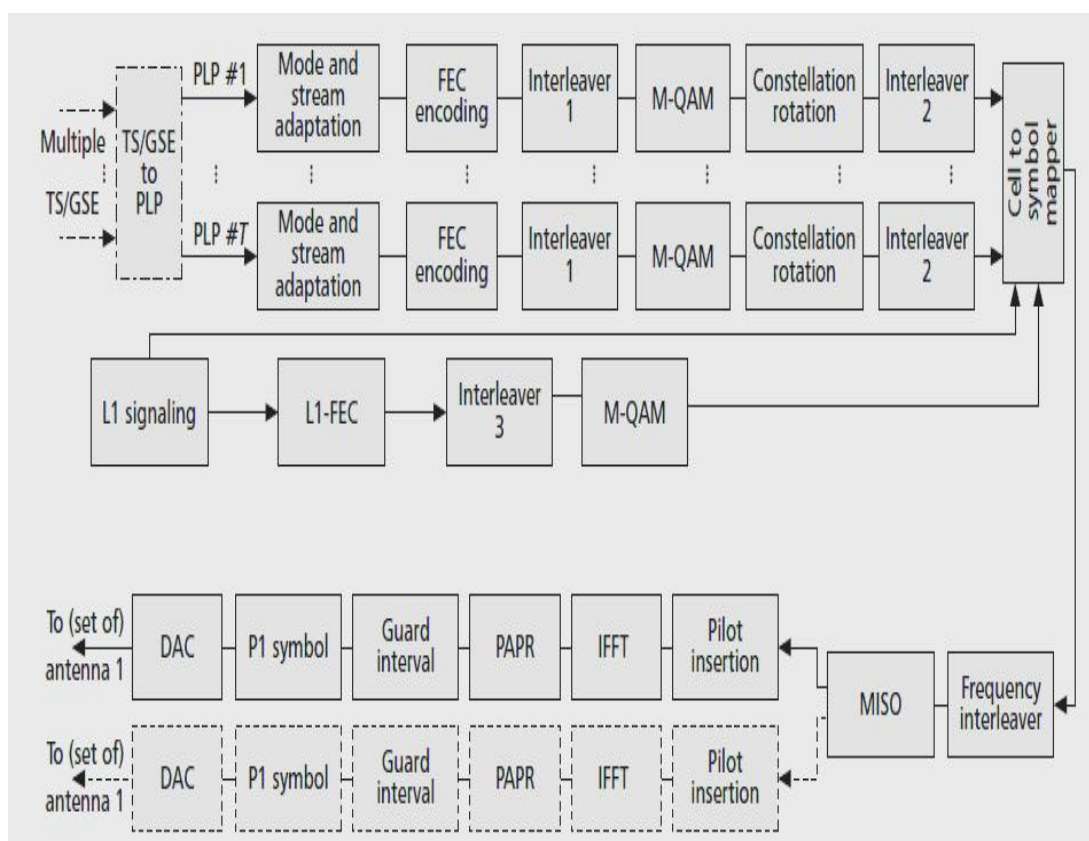 Multiple
TS/GSE
TS/GSE
to
PLP
PLP #1
Mode and
stream
adaptation
FEC
encoding
Interleaver
1
M-QAM
Constellation
rotation
Interleaver
2
Cell to
symbol
mapper
PLP #T
Mode and
stream
adaptation
FEC
encoding
Interleaver
1
M-QAM
Constellation
rotation
Interleaver
2
L1 signaling
L1-FEC
Interleaver
3
M-QAM
To (set of)
antenna 1
DAC
P1 symbol
Guard
interval
PAPR
IFFT
Pilot
insertion
MISO
Frequency
interleaver
To (set of)
antenna 1
DAC
P1 symbol
Guard
interval
PAPR
IFFT
Pilot
insertion